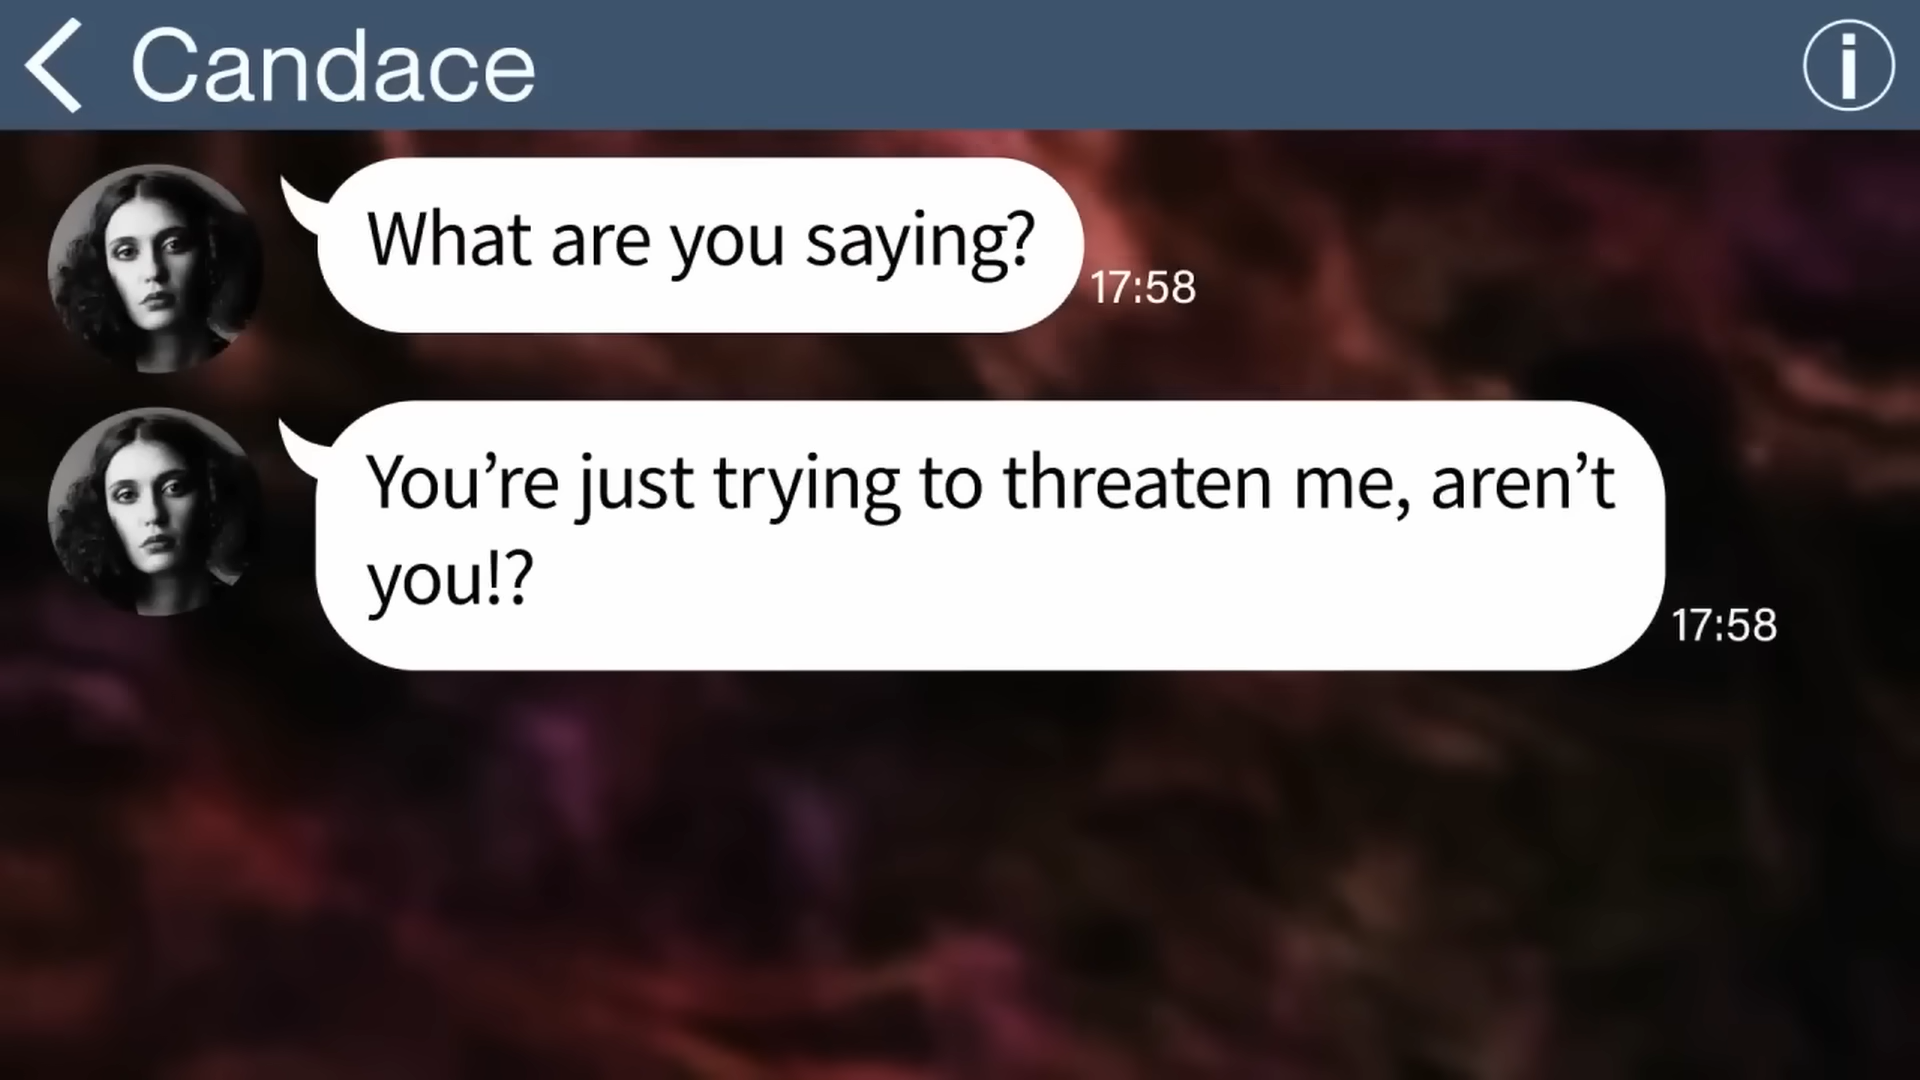 Candace
What are you saying?
17:58
You’re just trying to threaten me, aren’t
you!?
17:58